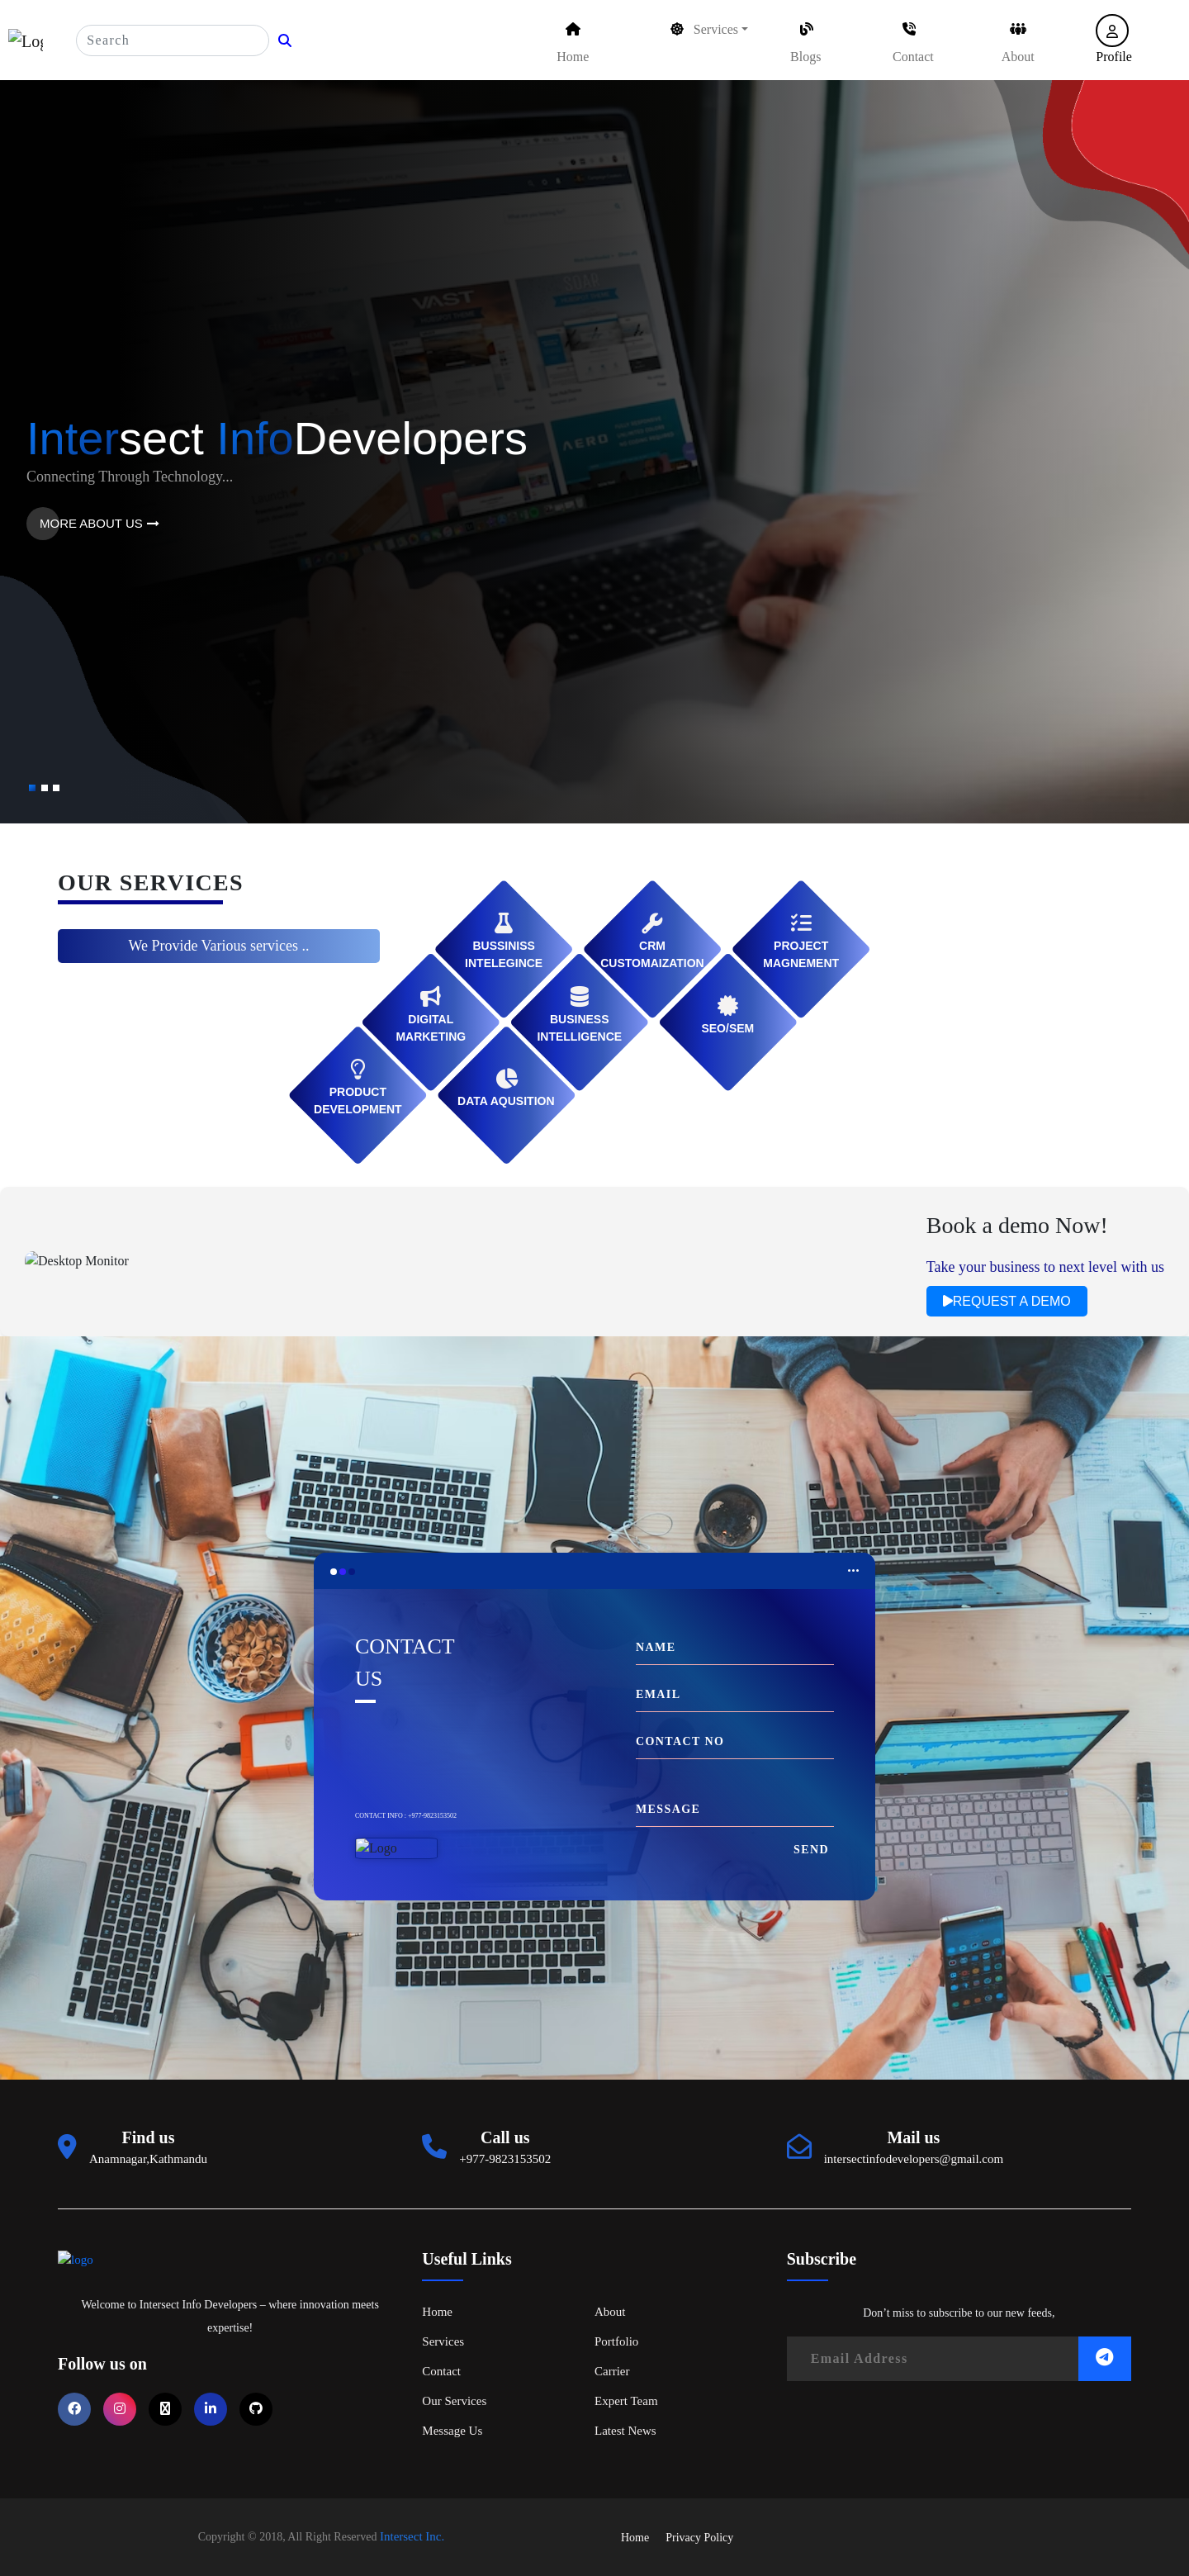 Log
Search
Home
Services
Blogs
Contact
About
Profile
VAST
SOAR
AERO
Intersect InfoDevelopers
Connecting Through Technology...
MORE ABOUT US
OUR SERVICES
We Provide Various services ..
BUSSINISS
INTELEGINCE
CRM
CUSTOMAIZATION
PROJECT
MAGNEMENT
DIGITAL
MARKETING
BUSINESS
INTELLIGENCE
SEO/SEM
PRODUCT
DEVELOPMENT
DATA AQUSITION
Desktop Monitor
Book a demo Now!
Take your business to next level with us
REQUEST A DEMO
CONTACT
US
NAME
EMAIL
CONTACT NO
MESSAGE
SEND
CONTACT INFO : +977-9823153502
Logo
Find us
Anamnagar,Kathmandu
Call us
+977-9823153502
Mail us
intersectinfodevelopers@gmail.com
logo
Welcome to Intersect Info Developers – where innovation meets
expertise!
Follow us on
Useful Links
Home
About
Services
Portfolio
Contact
Carrier
Our Services
Expert Team
Message Us
Latest News
Subscribe
Don’t miss to subscribe to our new feeds,
Email Address
Copyright © 2018, All Right Reserved Intersect Inc.
Home
Privacy Policy